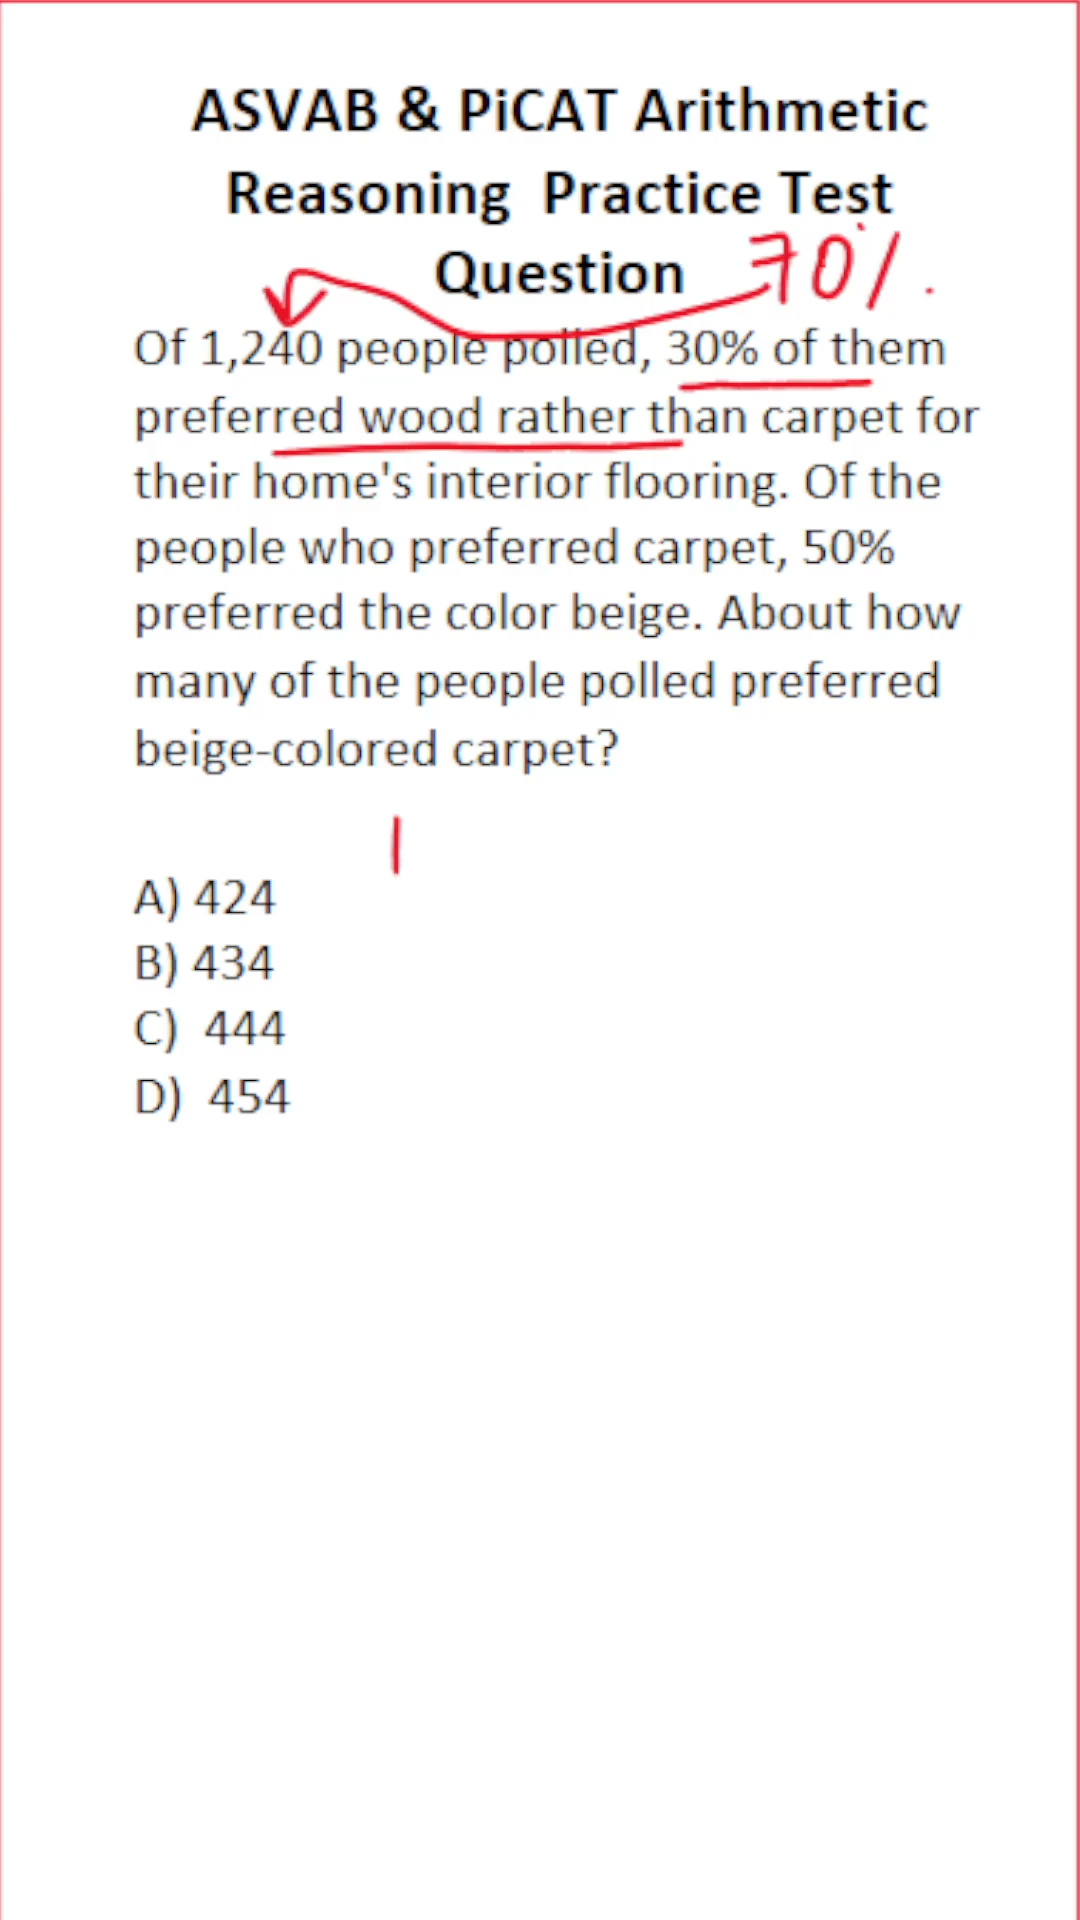 ASVAB & PiCAT Arithmetic
Reasoning Practice Test
Question 70%.
Of 1,240 people polled, 30% of them
preferred wood rather than carpet for
their home's interior flooring. Of the
people who preferred carpet, 50%
preferred the color beige. About how
many of the people polled preferred
beige-colored carpet?
1
A) 424
B) 434
C) 444
D) 454